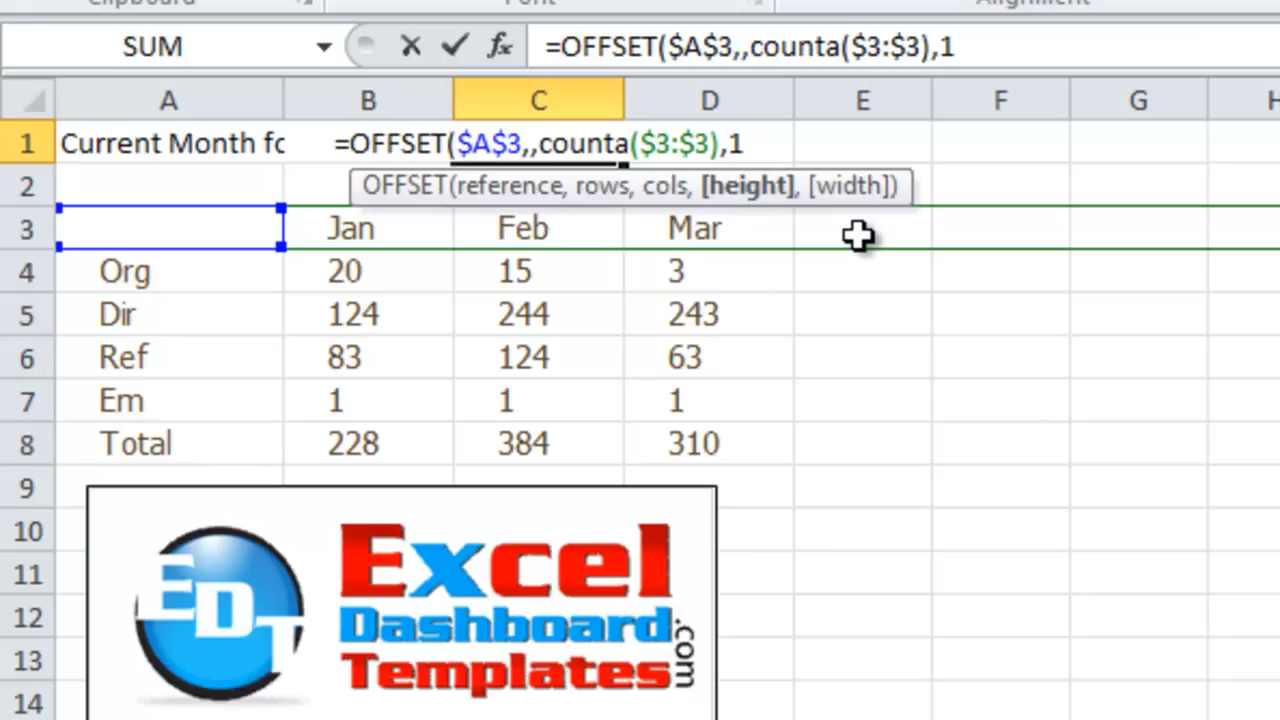 Clipboard Font Alignment
SUM fx =OFFSET($A$3,,counta($3:$3),1
A B C D E F G H
1 Current Month fo =OFFSET($A$3,,counta($3:$3),1
2 OFFSET(reference, rows, cols, [height], [width])
3 Jan Feb Mar
4 Org 20 15 3
5 Dir 124 244 243
6 Ref 83 124 63
7 Em 1 1 1
8 Total 228 384 310
9
10
11
12
13
14
EDT
Excel
Dashboard
Templates
.com